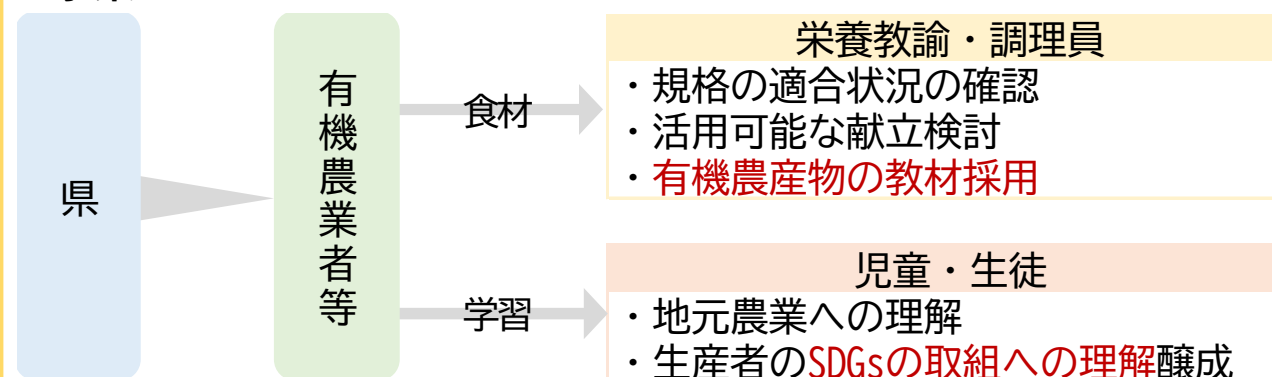 県
有機農業者等
食材
栄養教諭・調理員
・規格の適合状況の確認
・活用可能な献立検討
・有機農産物の教材採用
学習
児童・生徒
・地元農業への理解
・生産者のSDGsの取組への理解醸成